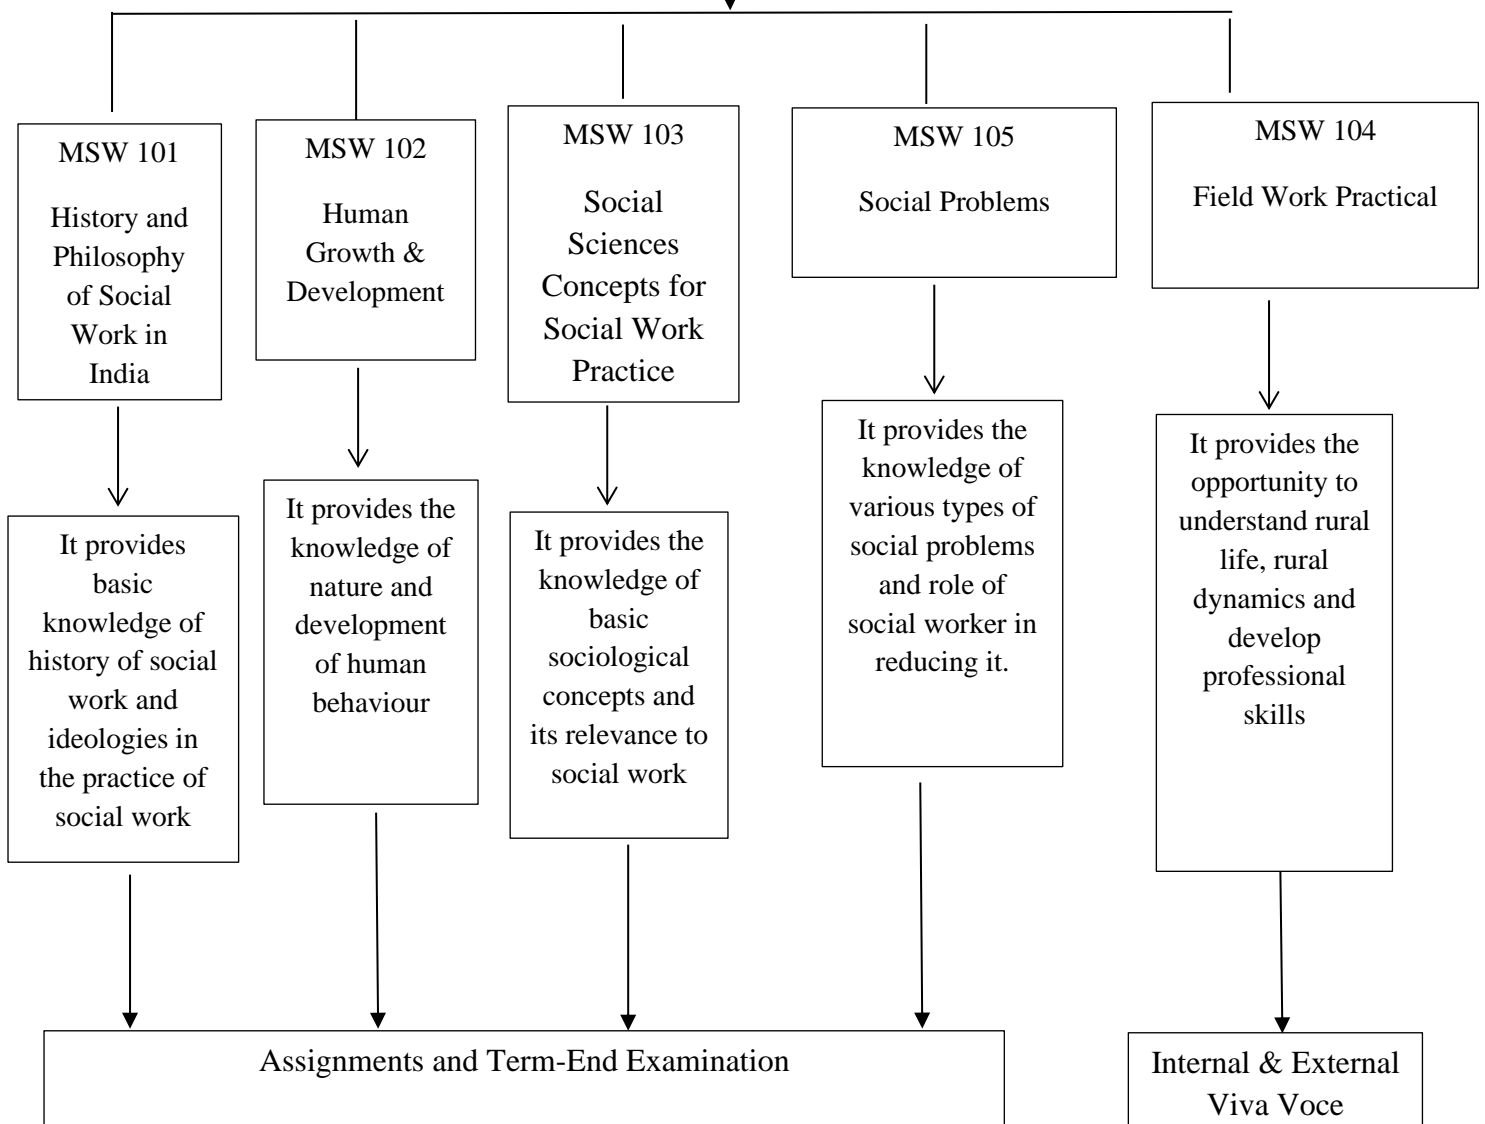 MSW 101
History and
Philosophy
of Social
Work in
India
MSW 102
Human
Growth &
Development
MSW 103
Social
Sciences
Concepts for
Social Work
Practice
MSW 105
Social Problems
MSW 104
Field Work Practical
It provides
basic
knowledge of
history of social
work and
ideologies in
the practice of
social work
It provides the
knowledge of
nature and
development
of human
behaviour
It provides the
knowledge of
basic
sociological
concepts and
its relevance to
social work
It provides the
knowledge of
various types of
social problems
and role of
social worker in
reducing it.
It provides the
opportunity to
understand rural
life, rural
dynamics and
develop
professional
skills
Assignments and Term-End Examination
Internal & External
Viva Voce